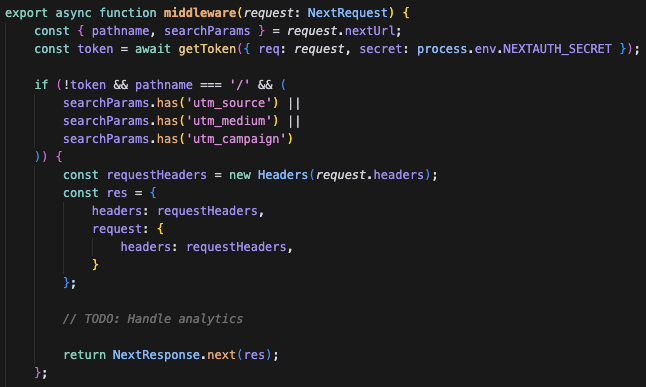 export async function middleware(request: NextRequest) {
    const { pathname, searchParams } = request.nextUrl;
    const token = await getToken({ req: request, secret: process.env.NEXTAUTH_SECRET });

    if (!token && pathname === '/' && (
        searchParams.has('utm_source') ||
        searchParams.has('utm_medium') ||
        searchParams.has('utm_campaign')
    )) {
        const requestHeaders = new Headers(request.headers);
        const res = {
            headers: requestHeaders,
            request: {
                headers: requestHeaders,
            }
        };

        // TODO: Handle analytics

        return NextResponse.next(res);
    };